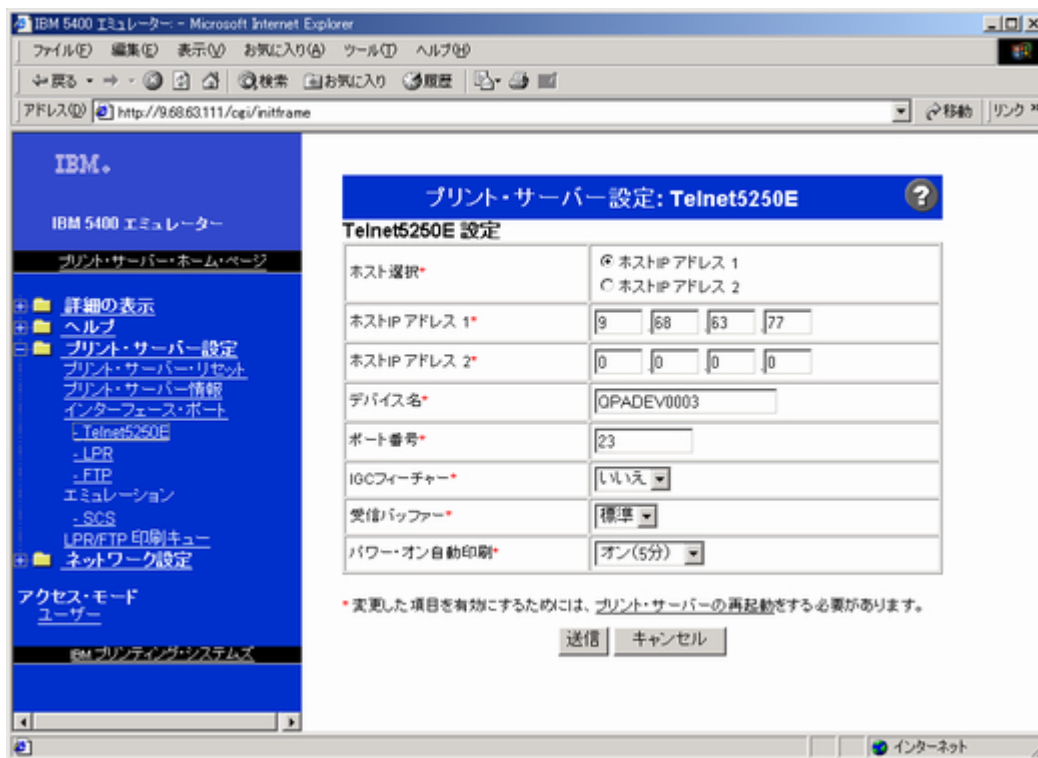 IBM 5400 エミュレーター: - Microsoft Internet Explorer
ファイル(F) 編集(E) 表示(V) お気に入り(A) ツール(T) ヘルプ(H)
戻る 検索 お気に入り 履歴
アドレス(D) http://9.68.63.111/cgi/initframe 移動 リンク »
IBM.
IBM 5400 エミュレーター
プリント・サーバー・ホーム・ページ
詳細の表示
ヘルプ
プリント・サーバー設定
プリント・サーバー・リセット
プリント・サーバー情報
インターフェース・ポート
- Telnet5250E
- LPR
- FTP
エミュレーション
- SCS
LPR/FTP 印刷キュー
ネットワーク設定
アクセス・モード
ユーザー
IBM プリンティング・システムズ
プリント・サーバー設定: Telnet5250E ?
Telnet5250E 設定
ホスト選択* ホストIP アドレス 1
ホストIP アドレス 2
ホストIP アドレス 1* 9 .68 .63 .77
ホストIP アドレス 2* 0 .0 .0 .0
デバイス名* QPADEV0003
ポート番号* 23
IGCフィーチャー* いいえ
受信バッファー* 標準
パワー・オン自動印刷* オン(5分)
* 変更した項目を有効にするためには、プリント・サーバーの再起動をする必要があります。
送信 キャンセル
インターネット